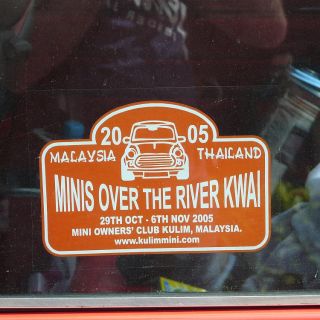 20 05
MALAYSIA THAILAND
MINIS OVER THE RIVER KWAI
29TH OCT - 6TH NOV 2005
MINI OWNERS' CLUB KULIM, MALAYSIA.
www.kulimmini.com